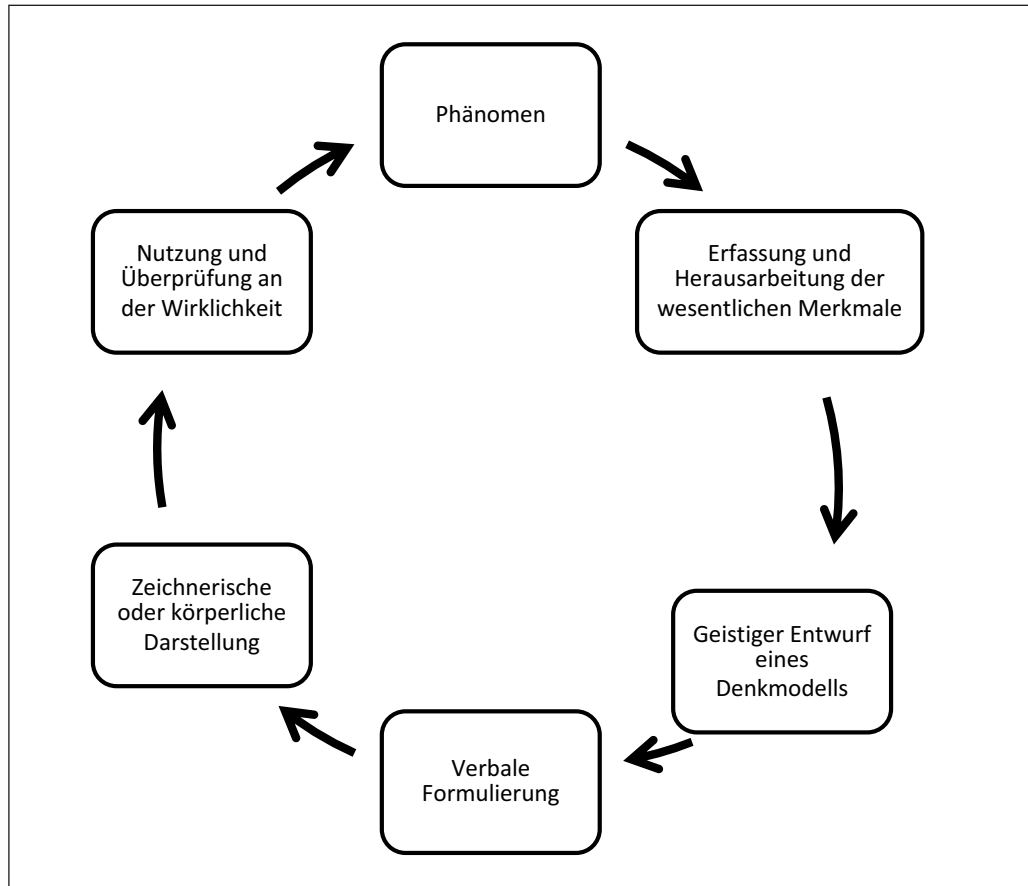 Phänomen
Erfassung und
Herausarbeitung der
wesentlichen Merkmale
Geistiger Entwurf
eines
Denkmodells
Verbale
Formulierung
Zeichnerische
oder körperliche
Darstellung
Nutzung und
Überprüfung an
der Wirklichkeit